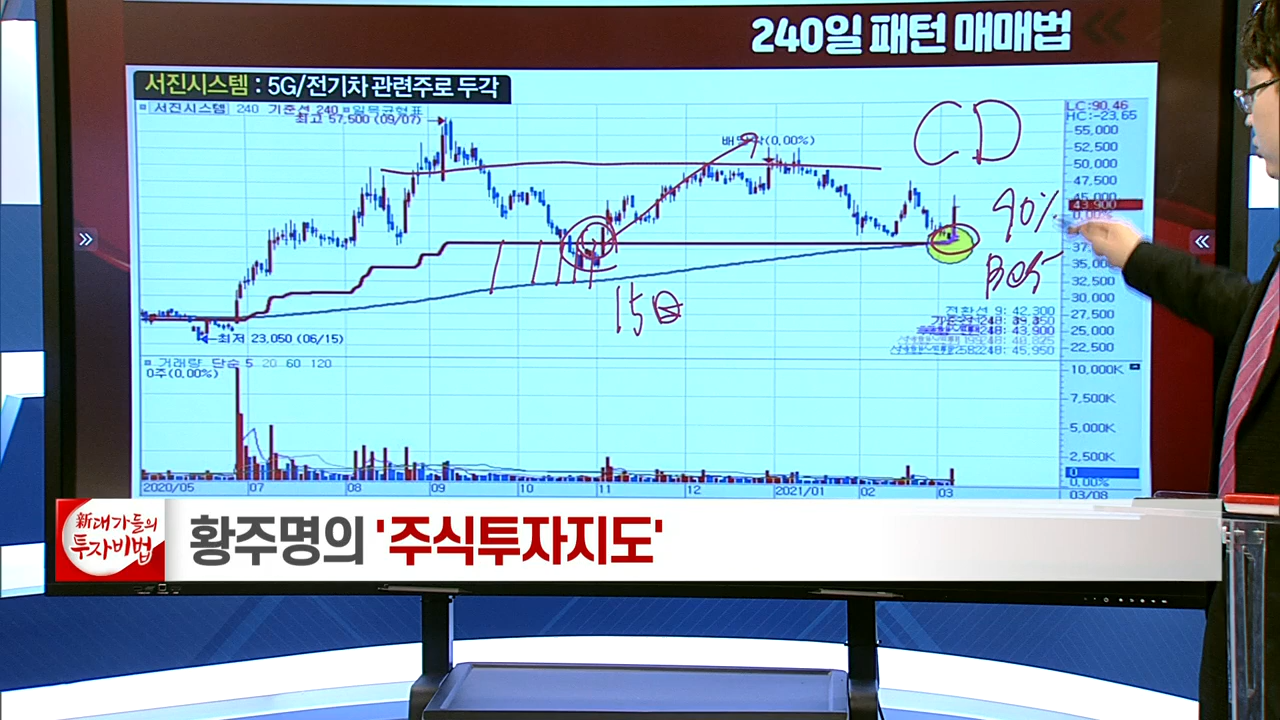 240일 패턴 매매법
서진시스템 : 5G/전기차 관련주로 두각
서진시스템 240 기준선 240 일목균형표
최고 57,500 (09/07)
배당락(0.00%)
LC:90.46
HC:-23.65
55,000
52,500
50,000
47,500
45,000
43,900
0.00%
35,000
32,500
30,000
27,500
25,000
22,500
CD
90%
15일
최저 23,050 (06/15)
전환선 9: 42,300
거래량 단순 5 20 60 120
0주(0.00%)
10,000K
7,500K
5,000K
2,500K
0
0.00%
2020/05 07 08 09 10 11 12 2021/01 02 03 03/08
新대가들의
투자비법
황주명의 '주식투자지도'